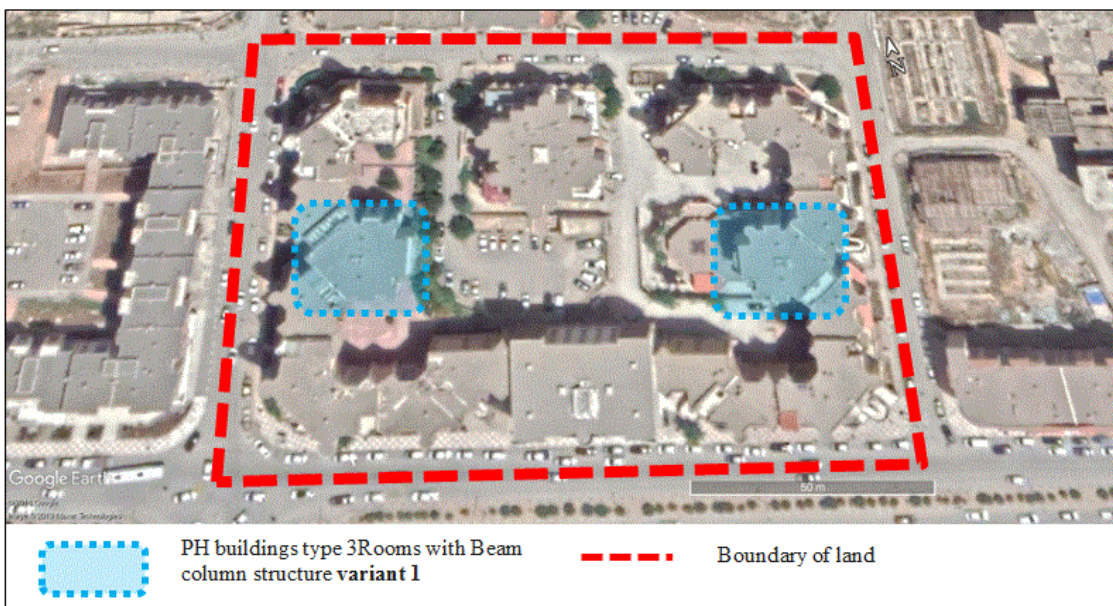 N
Google Earth
50 m
PH buildings type 3Rooms with Beam
column structure variant 1
Boundary of land